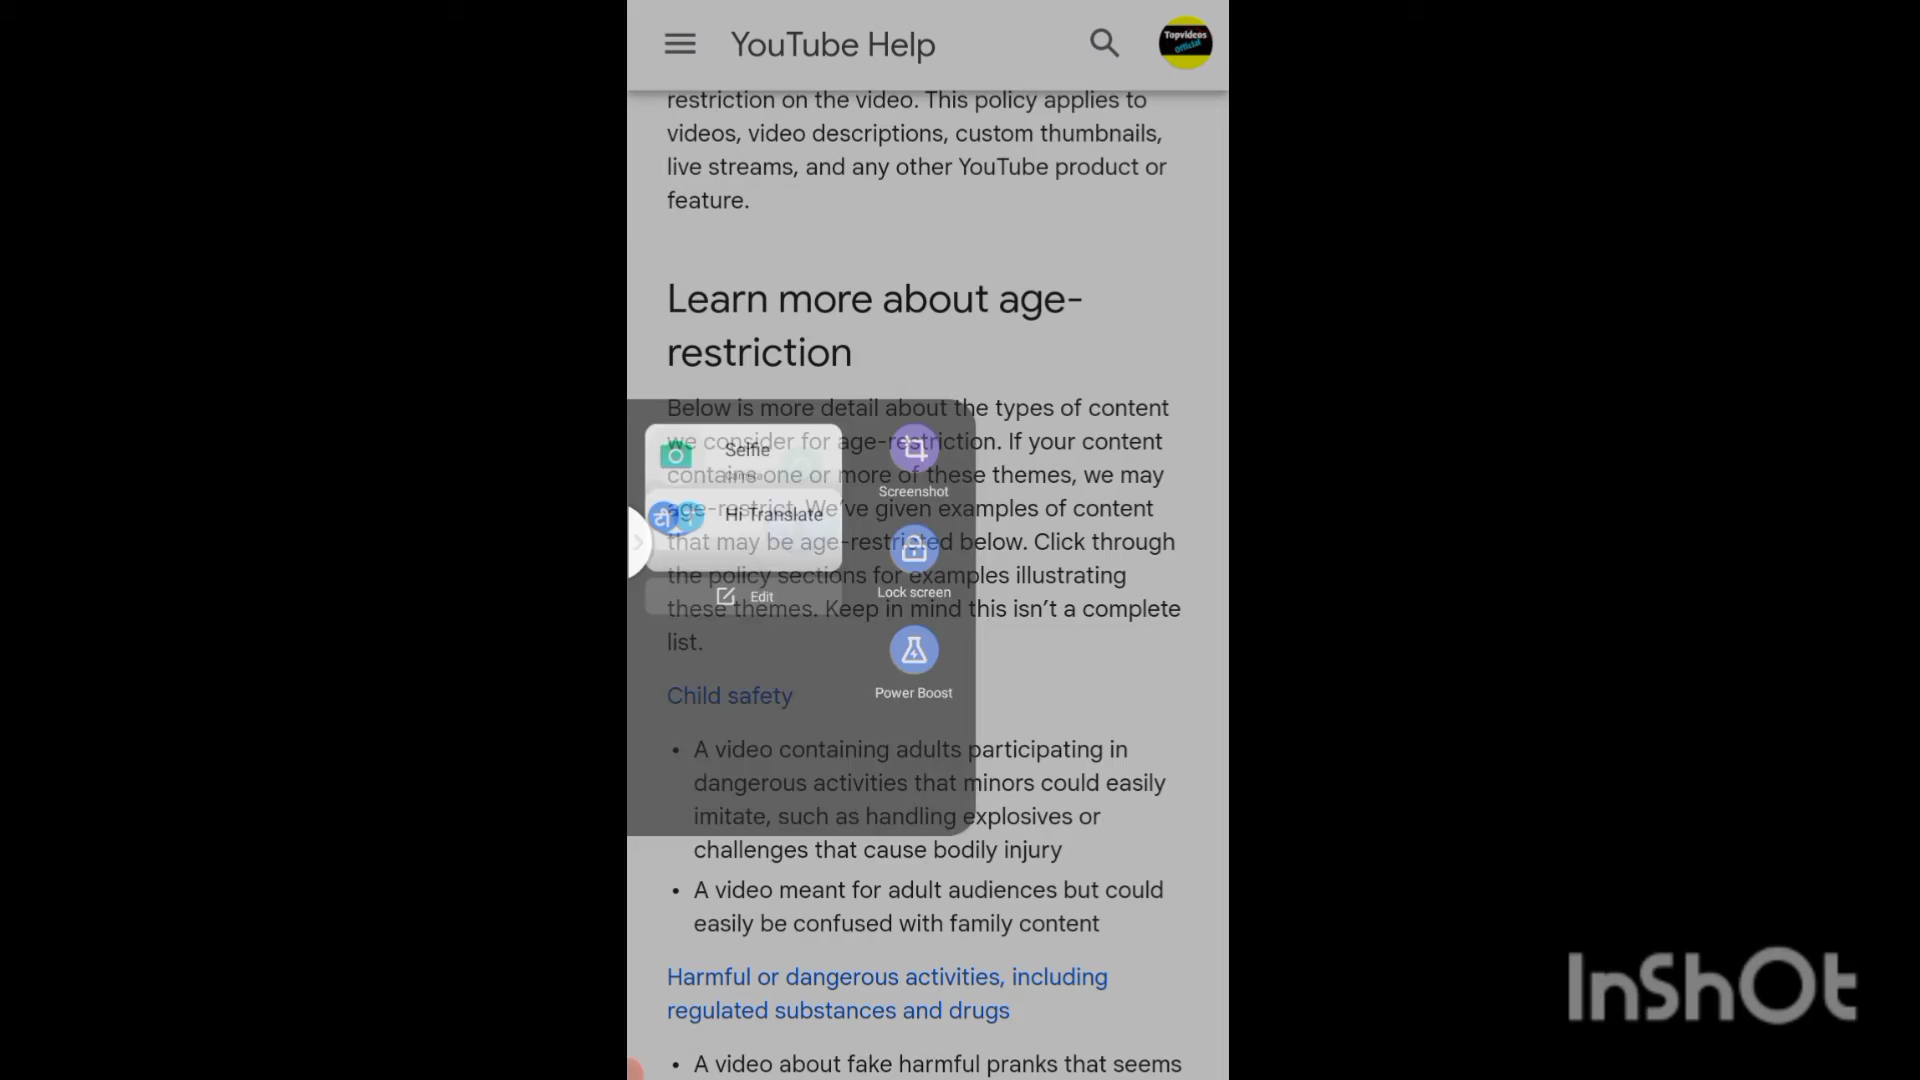 YouTube Help
Topvideos
Official
restriction on the video. This policy applies to
videos, video descriptions, custom thumbnails,
live streams, and any other YouTube product or
feature.
Learn more about age-
restriction
Below is more detail about the types of content
we consider for age-restriction. If your content
contains one or more of these themes, we may
age-restrict. We’ve given examples of content
that may be age-restricted below. Click through
the policy sections for examples illustrating
these themes. Keep in mind this isn’t a complete
list.
Selfie
Camera
Hi Translate
Edit
Screenshot
Lock screen
Power Boost
Child safety
• A video containing adults participating in
dangerous activities that minors could easily
imitate, such as handling explosives or
challenges that cause bodily injury
• A video meant for adult audiences but could
easily be confused with family content
Harmful or dangerous activities, including
regulated substances and drugs
• A video about fake harmful pranks that seems
InShOt